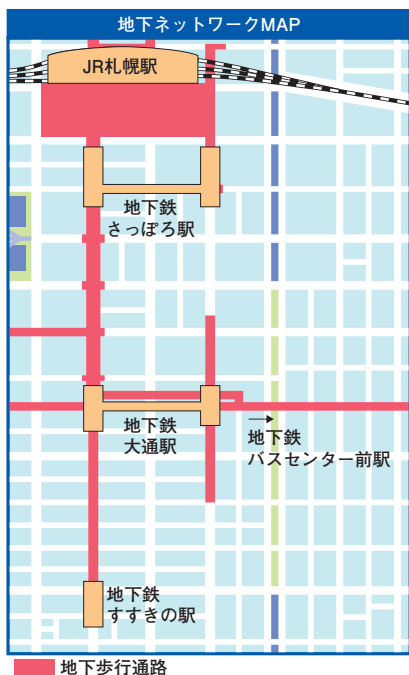 地下ネットワークMAP
JR札幌駅
地下鉄
さっぽろ駅
地下鉄
大通駅
→
地下鉄
バスセンター前駅
地下鉄
すすきの駅
地下歩行通路